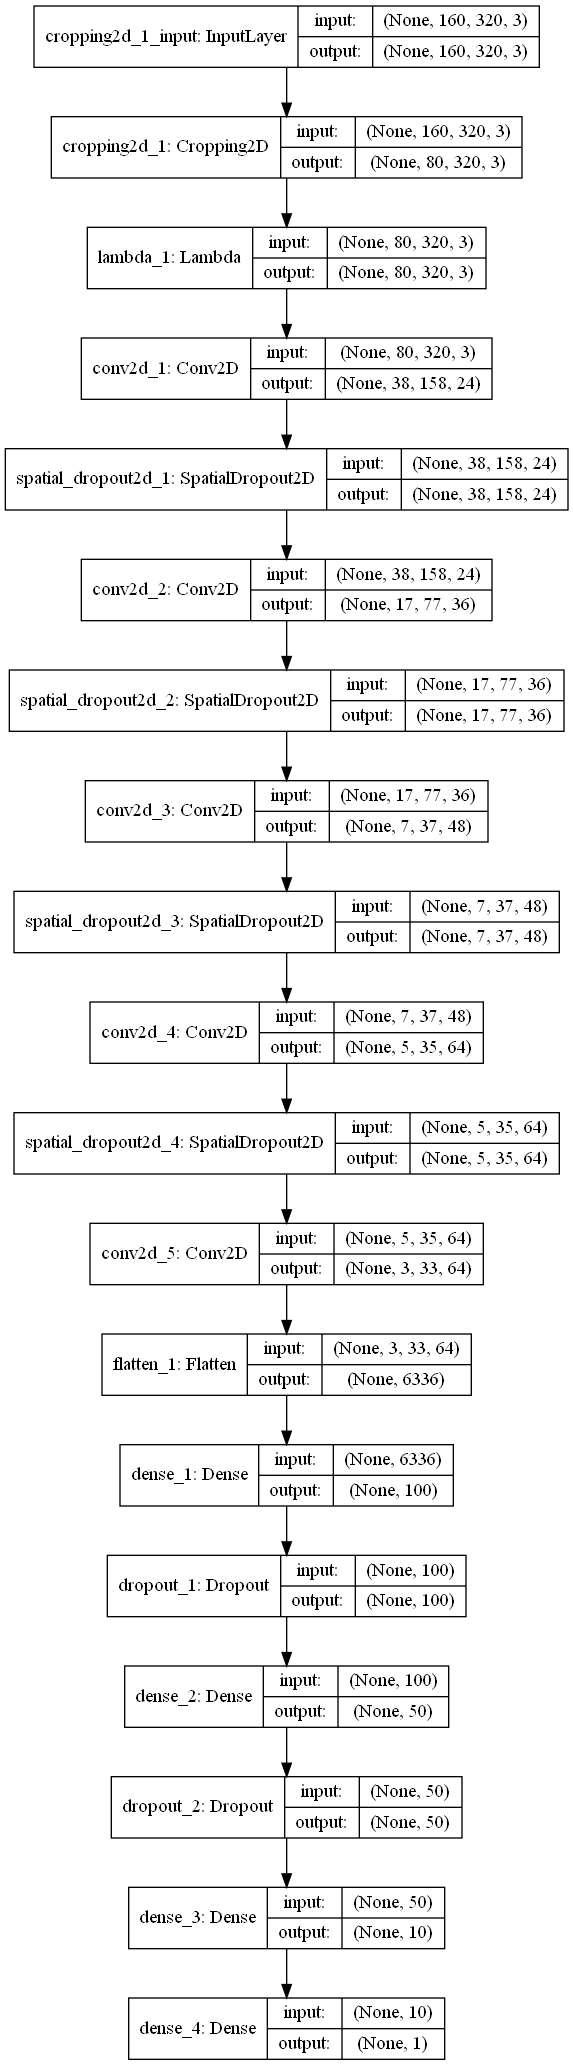 cropping2d_1_input: InputLayer input: (None, 160, 320, 3)
output: (None, 160, 320, 3)
cropping2d_1: Cropping2D input: (None, 160, 320, 3)
output: (None, 80, 320, 3)
lambda_1: Lambda input: (None, 80, 320, 3)
output: (None, 80, 320, 3)
conv2d_1: Conv2D input: (None, 80, 320, 3)
output: (None, 38, 158, 24)
spatial_dropout2d_1: SpatialDropout2D input: (None, 38, 158, 24)
output: (None, 38, 158, 24)
conv2d_2: Conv2D input: (None, 38, 158, 24)
output: (None, 17, 77, 36)
spatial_dropout2d_2: SpatialDropout2D input: (None, 17, 77, 36)
output: (None, 17, 77, 36)
conv2d_3: Conv2D input: (None, 17, 77, 36)
output: (None, 7, 37, 48)
spatial_dropout2d_3: SpatialDropout2D input: (None, 7, 37, 48)
output: (None, 7, 37, 48)
conv2d_4: Conv2D input: (None, 7, 37, 48)
output: (None, 5, 35, 64)
spatial_dropout2d_4: SpatialDropout2D input: (None, 5, 35, 64)
output: (None, 5, 35, 64)
conv2d_5: Conv2D input: (None, 5, 35, 64)
output: (None, 3, 33, 64)
flatten_1: Flatten input: (None, 3, 33, 64)
output: (None, 6336)
dense_1: Dense input: (None, 6336)
output: (None, 100)
dropout_1: Dropout input: (None, 100)
output: (None, 100)
dense_2: Dense input: (None, 100)
output: (None, 50)
dropout_2: Dropout input: (None, 50)
output: (None, 50)
dense_3: Dense input: (None, 50)
output: (None, 10)
dense_4: Dense input: (None, 10)
output: (None, 1)